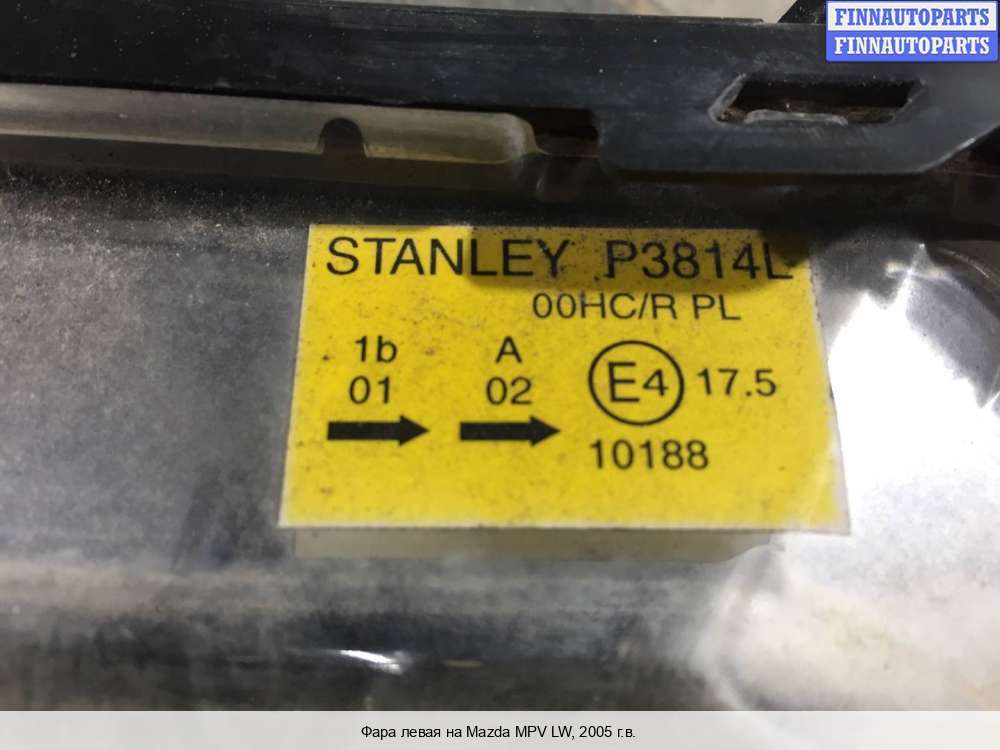 FINNAUTOPARTS
FINNAUTOPARTS
STANLEY P3814L
00HC/R PL
1b A
01 02 E4 17.5
10188
Фара левая на Mazda MPV LW, 2005 г.в.